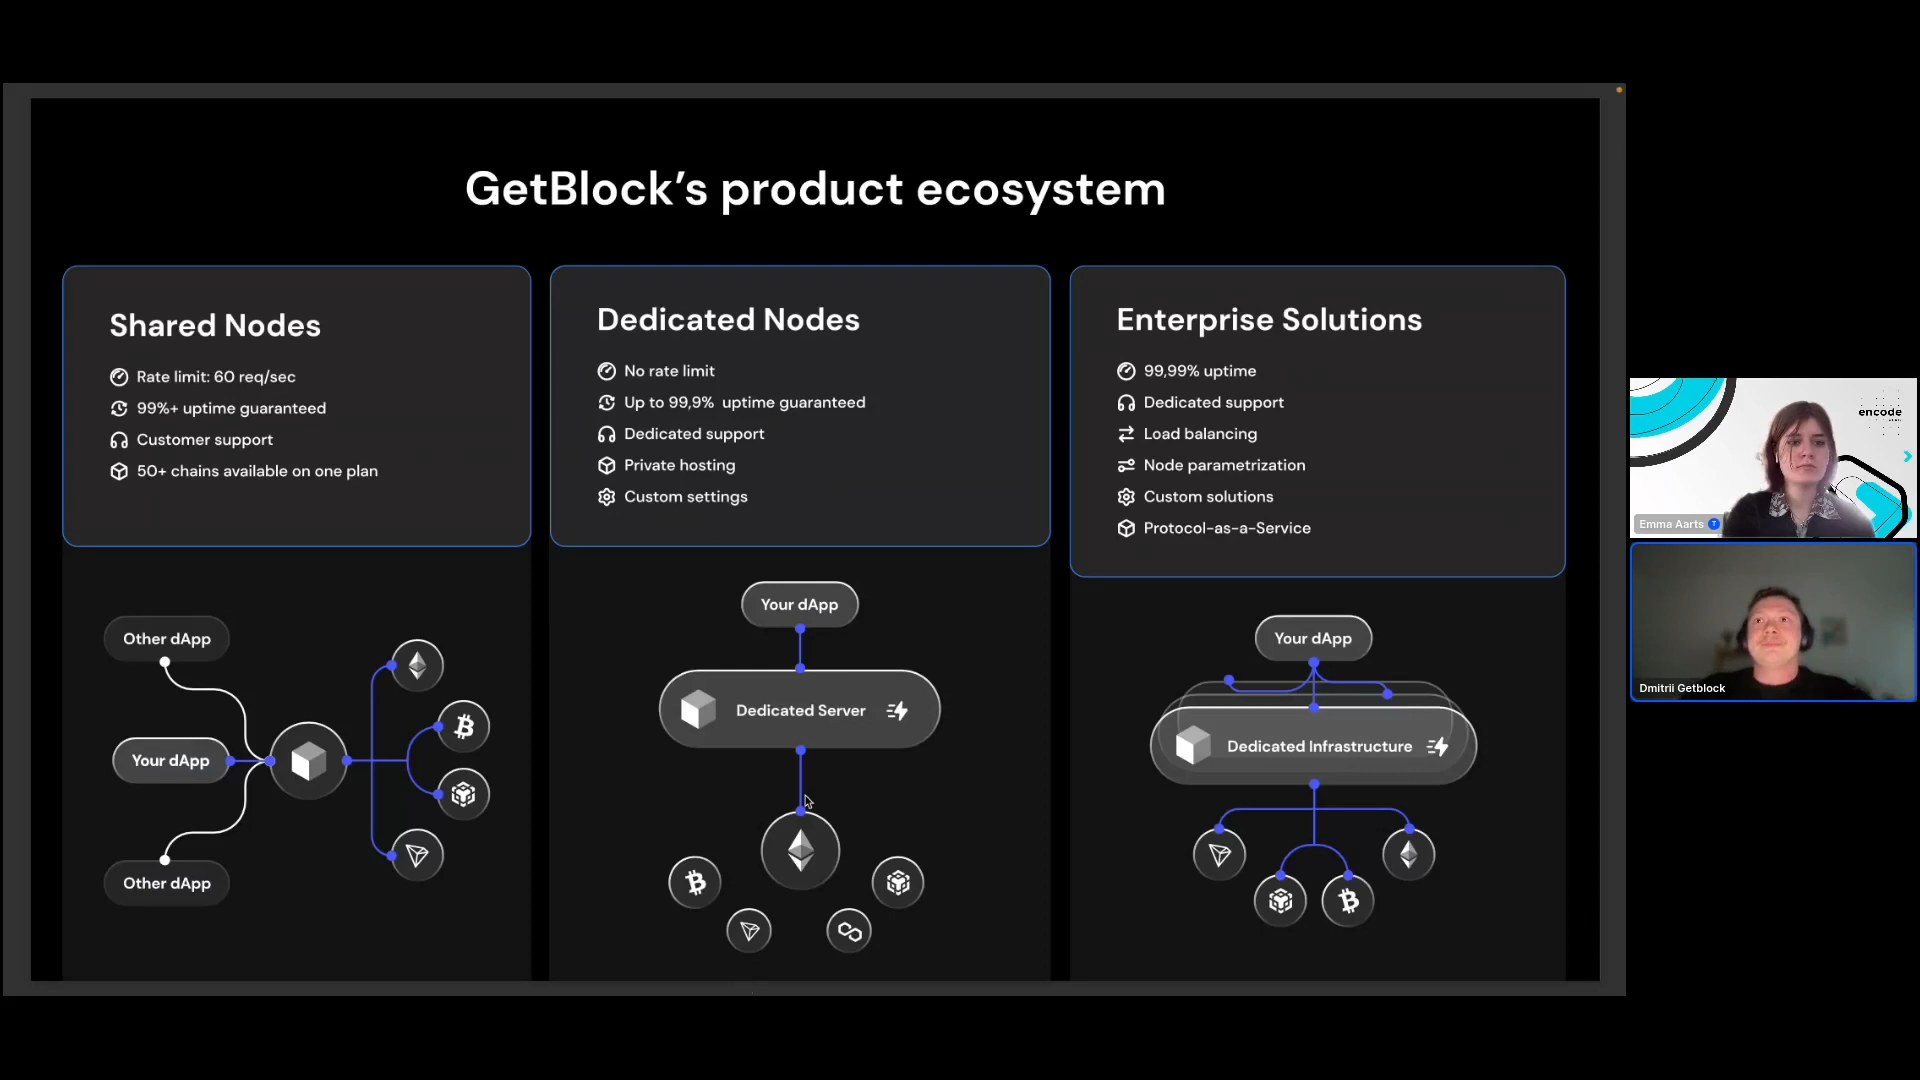 GetBlock’s product ecosystem
Shared Nodes
Rate limit: 60 req/sec
99%+ uptime guaranteed
Customer support
50+ chains available on one plan
Other dApp
Your dApp
Other dApp
Dedicated Nodes
No rate limit
Up to 99,9% uptime guaranteed
Dedicated support
Private hosting
Custom settings
Your dApp
Dedicated Server
Enterprise Solutions
99,99% uptime
Dedicated support
Load balancing
Node parametrization
Custom solutions
Protocol-as-a-Service
Your dApp
Dedicated Infrastructure
encode
Emma Aarts
Dmitrii Getblock